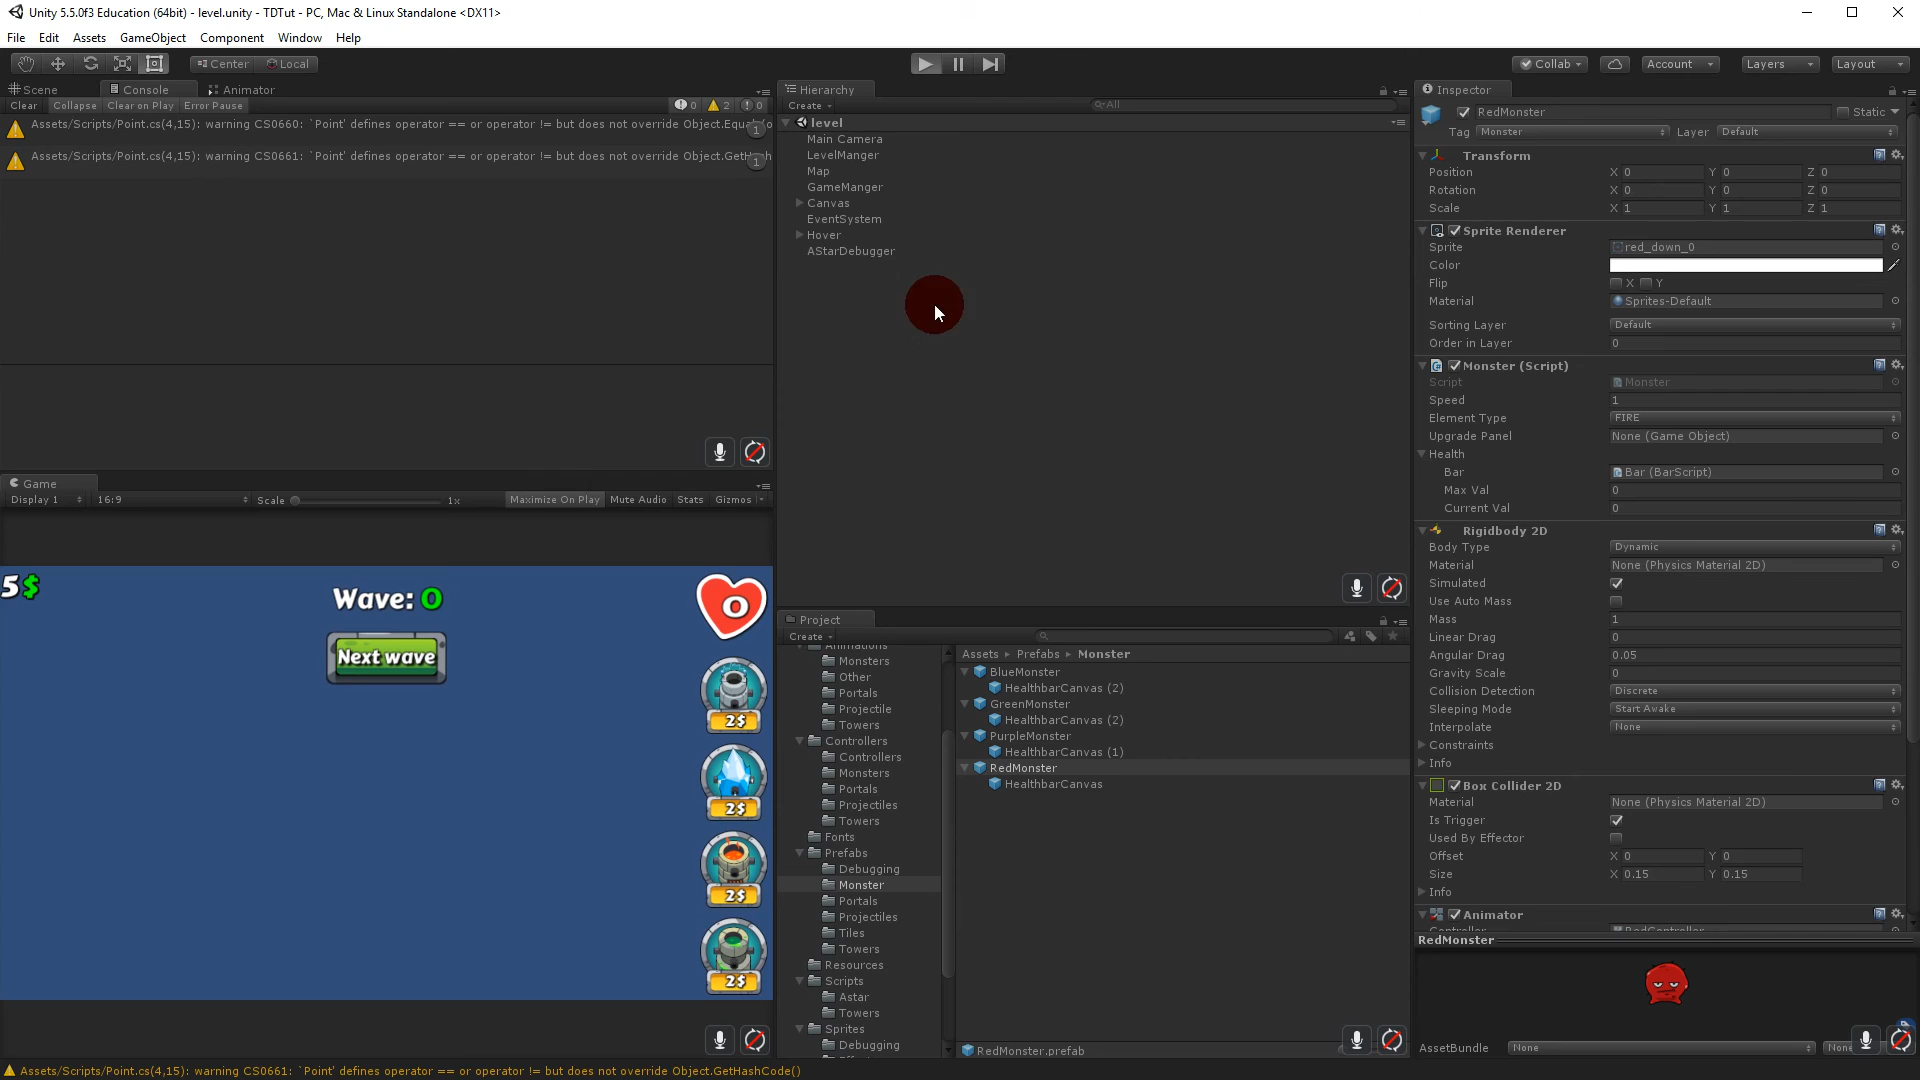 Unity 5.5.0f3 Education (64bit) - level.unity - TDTut - PC, Mac & Linux Standalone <DX11>
File Edit Assets GameObject Component Window Help
Center Local Collab Account Layers Layout
Scene Console Animator
Clear Collapse Clear on Play Error Pause 0 2 0
Assets/Scripts/Point.cs(4,15): warning CS0660: `Point' defines operator == or operator != but does not override Object.Equal
1
Assets/Scripts/Point.cs(4,15): warning CS0661: `Point' defines operator == or operator != but does not override Object.GetHash
1
Game
Display 1 16:9 Scale 1x Maximize On Play Mute Audio Stats Gizmos
5$
Wave: 0
0
Next wave
2$
2$
2$
2$
Hierarchy
Create All
level
Main Camera
LevelManger
Map
GameManger
Canvas
EventSystem
Hover
AStarDebugger
Project
Create
Animations
Monsters
Other
Portals
Projectile
Towers
Controllers
Controllers
Monsters
Portals
Projectiles
Towers
Fonts
Prefabs
Debugging
Monster
Portals
Projectiles
Tiles
Towers
Resources
Scripts
Astar
Towers
Sprites
Debugging
Assets Prefabs Monster
BlueMonster
HealthbarCanvas (2)
GreenMonster
HealthbarCanvas (2)
PurpleMonster
HealthbarCanvas (1)
RedMonster
HealthbarCanvas
RedMonster.prefab
Inspector
RedMonster Static
Tag Monster Layer Default
Transform
Position X 0 Y 0 Z 0
Rotation X 0 Y 0 Z 0
Scale X 1 Y 1 Z 1
Sprite Renderer
Sprite red_down_0
Color
Flip X Y
Material Sprites-Default
Sorting Layer Default
Order in Layer 0
Monster (Script)
Script Monster
Speed 1
Element Type FIRE
Upgrade Panel None (Game Object)
Health
Bar Bar (BarScript)
Max Val 0
Current Val 0
Rigidbody 2D
Body Type Dynamic
Material None (Physics Material 2D)
Simulated
Use Auto Mass
Mass 1
Linear Drag 0
Angular Drag 0.05
Gravity Scale 0
Collision Detection Discrete
Sleeping Mode Start Awake
Interpolate None
Constraints
Info
Box Collider 2D
Material None (Physics Material 2D)
Is Trigger
Used By Effector
Offset X 0 Y 0
Size X 0.15 Y 0.15
Info
Animator
Controller RedController
RedMonster
AssetBundle None None
Assets/Scripts/Point.cs(4,15): warning CS0661: `Point' defines operator == or operator != but does not override Object.GetHashCode()